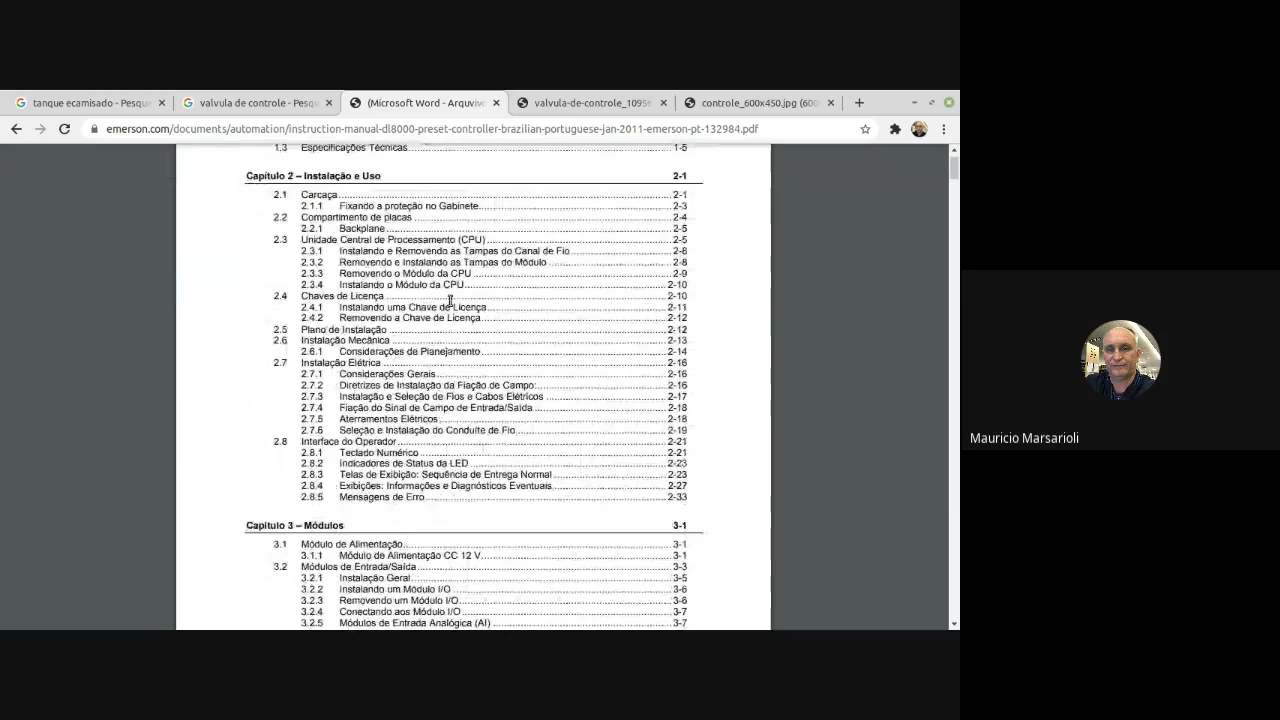 tanque ecamisado - Pesqu
valvula de controle - Pesqu
(Microsoft Word - Arquivo
valvula-de-controle_1095
controle_600x450.jpg (600
emerson.com/documents/automation/instruction-manual-dl8000-preset-controller-brazilian-portuguese-jan-2011-emerson-pt-132984.pdf
1.3 Especificações Técnicas 1-5
Capítulo 2 – Instalação e Uso 2-1
2.1 Carcaça 2-1
2.1.1 Fixando a proteção no Gabinete 2-3
2.2 Compartimento de placas 2-4
2.2.1 Backplane 2-5
2.3 Unidade Central de Processamento (CPU) 2-5
2.3.1 Instalando e Removendo as Tampas do Canal de Fio 2-8
2.3.2 Removendo e Instalando as Tampas do Módulo 2-8
2.3.3 Removendo o Módulo da CPU 2-9
2.3.4 Instalando o Módulo da CPU 2-10
2.4 Chaves de Licença 2-10
2.4.1 Instalando uma Chave de Licença 2-11
2.4.2 Removendo a Chave de Licença 2-12
2.5 Plano de Instalação 2-12
2.6 Instalação Mecânica 2-13
2.6.1 Considerações de Planejamento 2-14
2.7 Instalação Elétrica 2-16
2.7.1 Considerações Gerais 2-16
2.7.2 Diretrizes de Instalação da Fiação de Campo: 2-16
2.7.3 Instalação e Seleção de Fios e Cabos Elétricos 2-17
2.7.4 Fiação do Sinal de Campo de Entrada/Saída 2-18
2.7.5 Aterramentos Elétricos 2-18
2.7.6 Seleção e Instalação do Conduíte de Fio 2-19
2.8 Interface do Operador 2-21
2.8.1 Teclado Numérico 2-21
2.8.2 Indicadores de Status da LED 2-23
2.8.3 Telas de Exibição: Sequência de Entrega Normal 2-23
2.8.4 Exibições: Informações e Diagnósticos Eventuais 2-27
2.8.5 Mensagens de Erro 2-33
Capítulo 3 – Módulos 3-1
3.1 Módulo de Alimentação 3-1
3.1.1 Módulo de Alimentação CC 12 V 3-1
3.2 Módulos de Entrada/Saída 3-3
3.2.1 Instalação Geral 3-5
3.2.2 Instalando um Módulo I/O 3-6
3.2.3 Removendo um Módulo I/O 3-6
3.2.4 Conectando aos Módulo I/O 3-7
3.2.5 Módulos de Entrada Analógica (AI) 3-7
Mauricio Marsarioli